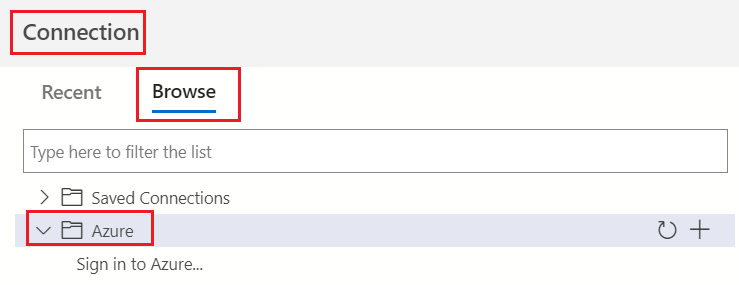 Connection
Recent Browse
Type here to filter the list
Saved Connections
Azure
Sign in to Azure...